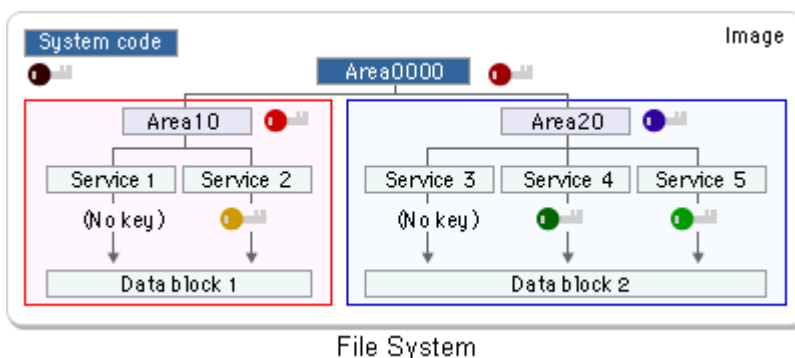 System code
Image
Area0000
Area10
Area20
Service 1
Service 2
Service 3
Service 4
Service 5
(No key)
(No key)
Data block 1
Data block 2
File System